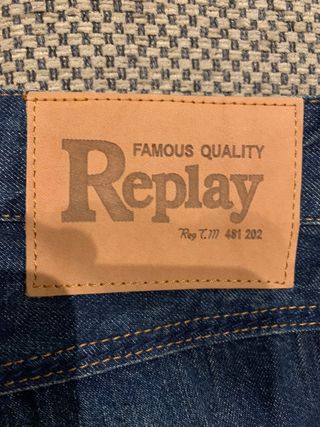 FAMOUS QUALITY
Replay
Reg T.M 481 202